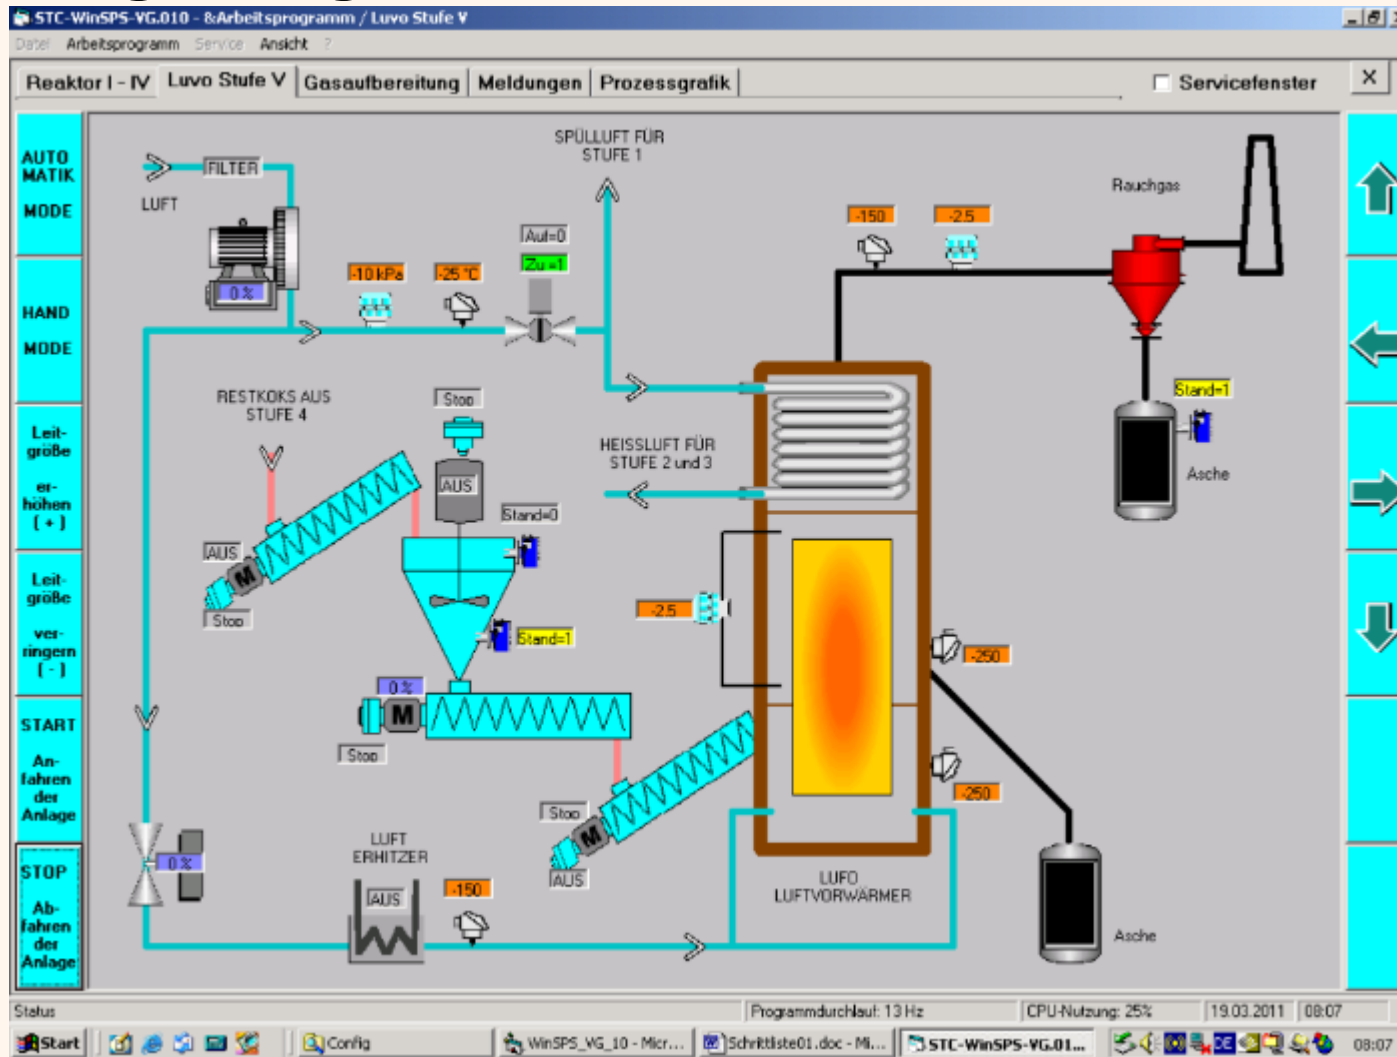 STC-WinSPS-VG.010 - &Arbeitsprogramm / Luvo Stufe V
Datei Arbeitsprogramm Service Ansicht ?
Reaktor I - IV Luvo Stufe V Gasaufbereitung Meldungen Prozessgrafik Servicefenster
AUTO
MATIK
MODE
HAND
MODE
Leit-
größe
er-
höhen
( + )
Leit-
größe
ver-
ringern
( - )
START
An-
fahren
der
Anlage
STOP
Ab-
fahren
der
Anlage
FILTER
LUFT
0 %
-10 kPa
-25 °C
Auf=0
Zu =1
SPÜLLUFT FÜR
STUFE 1
-150
-2.5
Rauchgas
Stand=1
Asche
RESTKOKS AUS
STUFE 4
Stop
AUS
Stand=0
HEISSLUFT FÜR
STUFE 2 und 3
AUS
Stop
Stand=1
-2.5
-250
0 %
M
M
Stop
-250
Stop
M
AUS
0 %
LUFT
ERHITZER
AUS
-150
LUFO
LUFTVORWÄRMER
Asche
Status Programmdurchlauf: 13 Hz CPU-Nutzung: 25% 19.03.2011 08:07
Start Config WinSPS_VG_10 - Micr... Schrittliste01.doc - Mi... STC-WinSPS-VG.01... DE 08:07